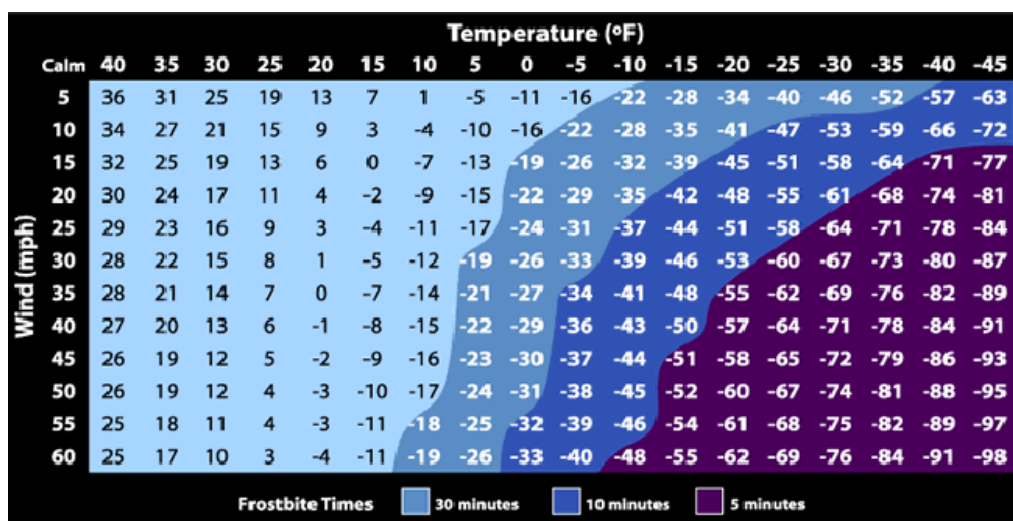 Temperature (ºF)
Calm 40 35 30 25 20 15 10 5 0 -5 -10 -15 -20 -25 -30 -35 -40 -45
5 36 31 25 19 13 7 1 -5 -11 -16 -22 -28 -34 -40 -46 -52 -57 -63
10 34 27 21 15 9 3 -4 -10 -16 -22 -28 -35 -41 -47 -53 -59 -66 -72
15 32 25 19 13 6 0 -7 -13 -19 -26 -32 -39 -45 -51 -58 -64 -71 -77
20 30 24 17 11 4 -2 -9 -15 -22 -29 -35 -42 -48 -55 -61 -68 -74 -81
25 29 23 16 9 3 -4 -11 -17 -24 -31 -37 -44 -51 -58 -64 -71 -78 -84
30 28 22 15 8 1 -5 -12 -19 -26 -33 -39 -46 -53 -60 -67 -73 -80 -87
35 28 21 14 7 0 -7 -14 -21 -27 -34 -41 -48 -55 -62 -69 -76 -82 -89
40 27 20 13 6 -1 -8 -15 -22 -29 -36 -43 -50 -57 -64 -71 -78 -84 -91
45 26 19 12 5 -2 -9 -16 -23 -30 -37 -44 -51 -58 -65 -72 -79 -86 -93
50 26 19 12 4 -3 -10 -17 -24 -31 -38 -45 -52 -60 -67 -74 -81 -88 -95
55 25 18 11 4 -3 -11 -18 -25 -32 -39 -46 -54 -61 -68 -75 -82 -89 -97
60 25 17 10 3 -4 -11 -19 -26 -33 -40 -48 -55 -62 -69 -76 -84 -91 -98
Wind (mph)
Frostbite Times 30 minutes 10 minutes 5 minutes